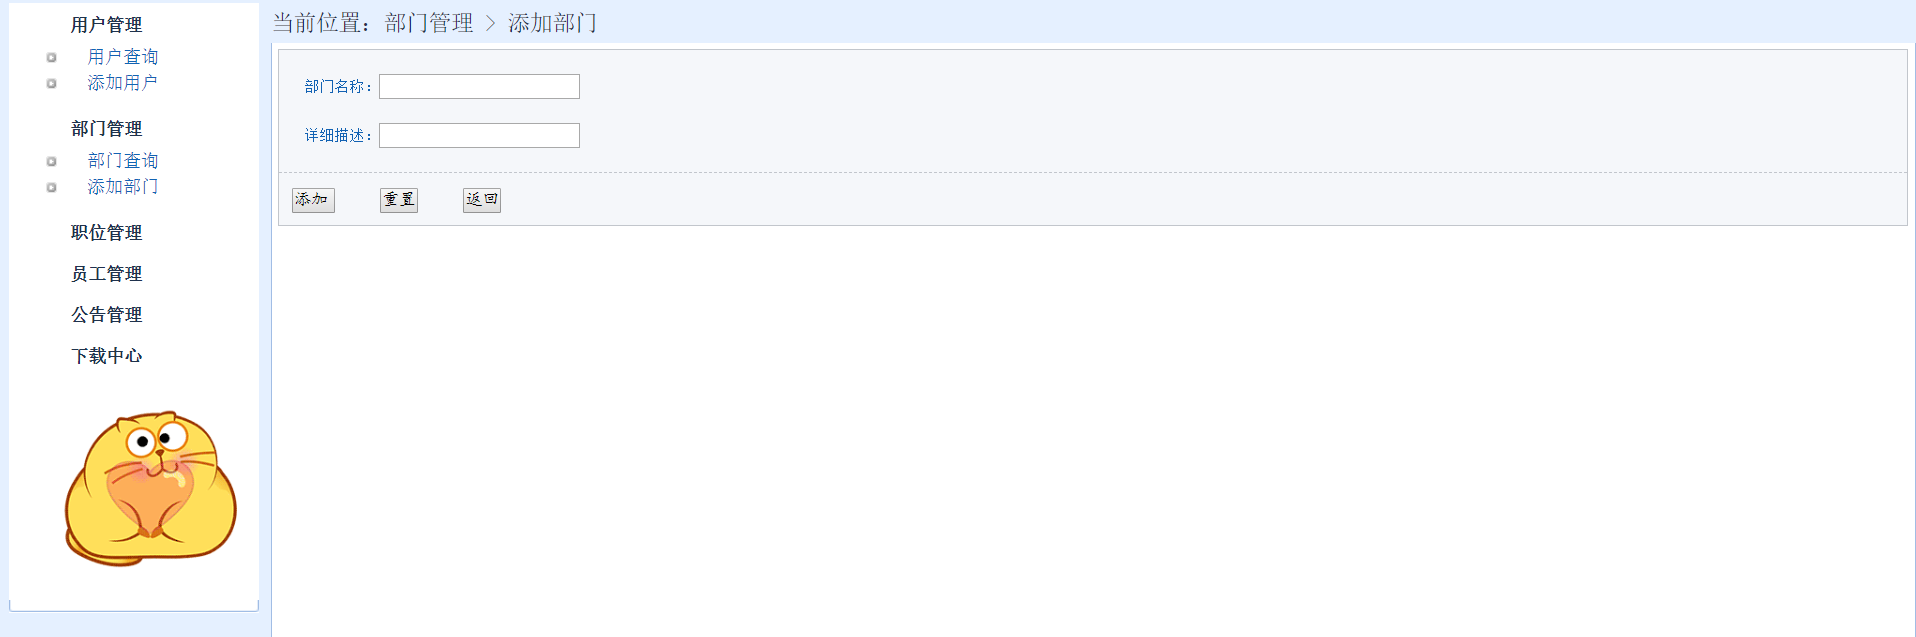 用户管理
用户查询
添加用户
部门管理
部门查询
添加部门
职位管理
员工管理
公告管理
下载中心
当前位置：部门管理 > 添加部门
部门名称：
详细描述：
添加 重置 返回